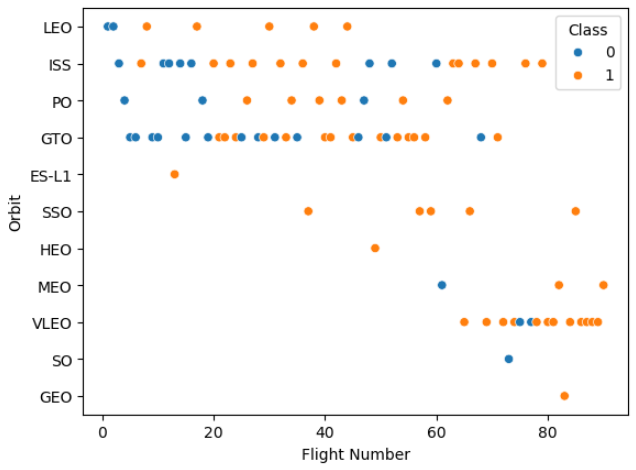 LEO
ISS
PO
GTO
ES-L1
SSO
HEO
MEO
VLEO
SO
GEO
Orbit
Class
0
1
0 20 40 60 80
Flight Number